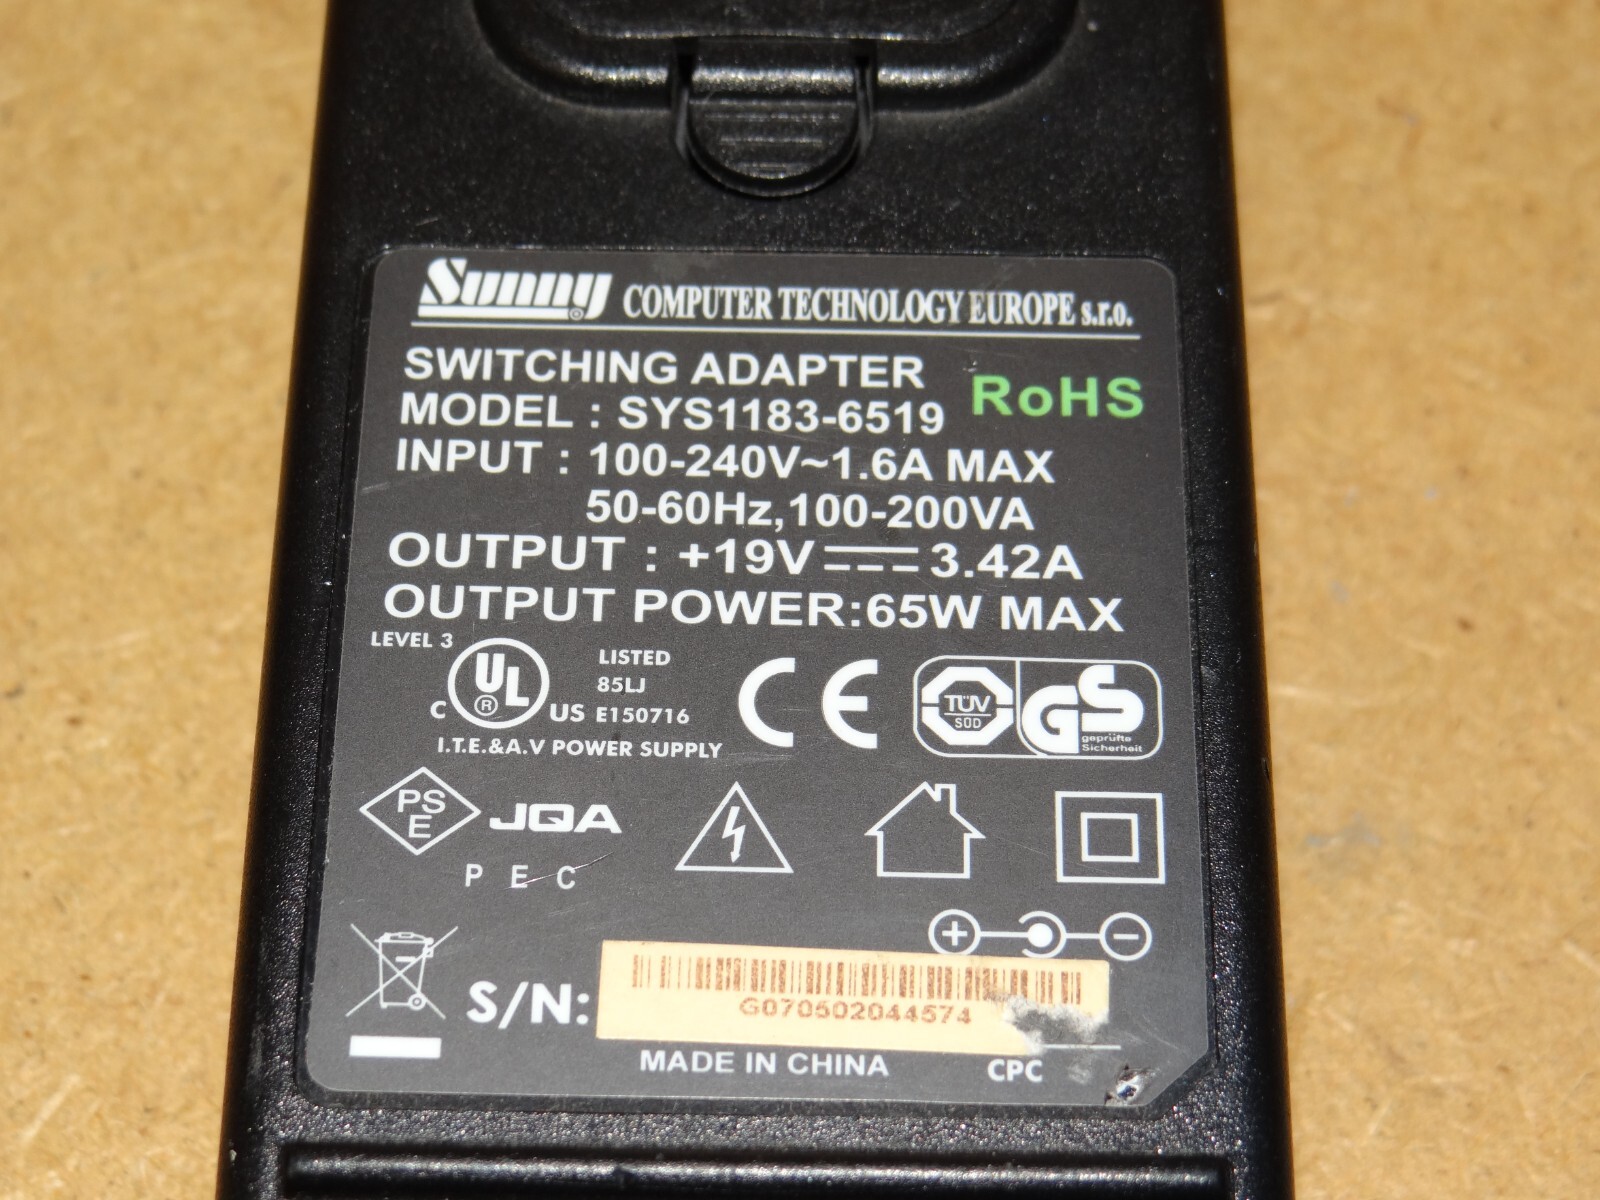 Sunny® COMPUTER TECHNOLOGY EUROPE s.r.o.
SWITCHING ADAPTER
RoHS
MODEL : SYS1183-6519
INPUT : 100-240V~1.6A MAX
50-60Hz,100-200VA
OUTPUT : +19V⎓3.42A
OUTPUT POWER:65W MAX
LEVEL 3
C UL® US
LISTED
85LJ
E150716
I.T.E.&A.V POWER SUPPLY
CE
TÜV
SÜD
GS
geprüfte
Sicherheit
PS
E
JQA
P E C
+ −
S/N:
G070502044574
MADE IN CHINA
CPC